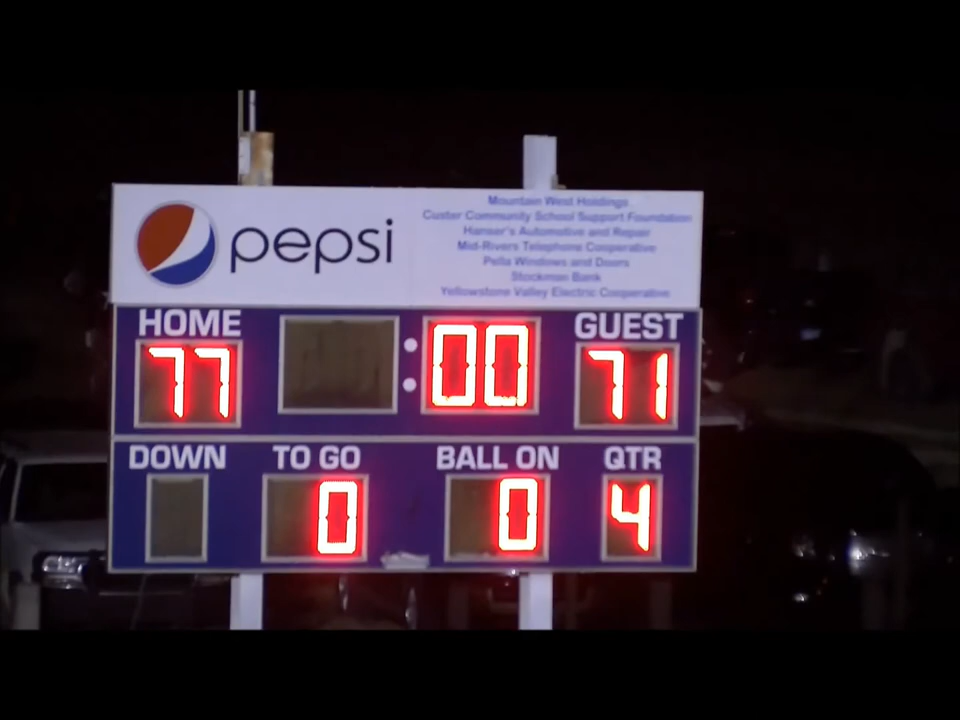 pepsi
Mountain West Holdings
Custer Community School Support Foundation
Hanser's Automotive and Repair
Mid-Rivers Telephone Cooperative
Pella Windows and Doors
Stockman Bank
Yellowstone Valley Electric Cooperative
HOME
GUEST
77 :00 71
DOWN TO GO BALL ON QTR
0 0 4